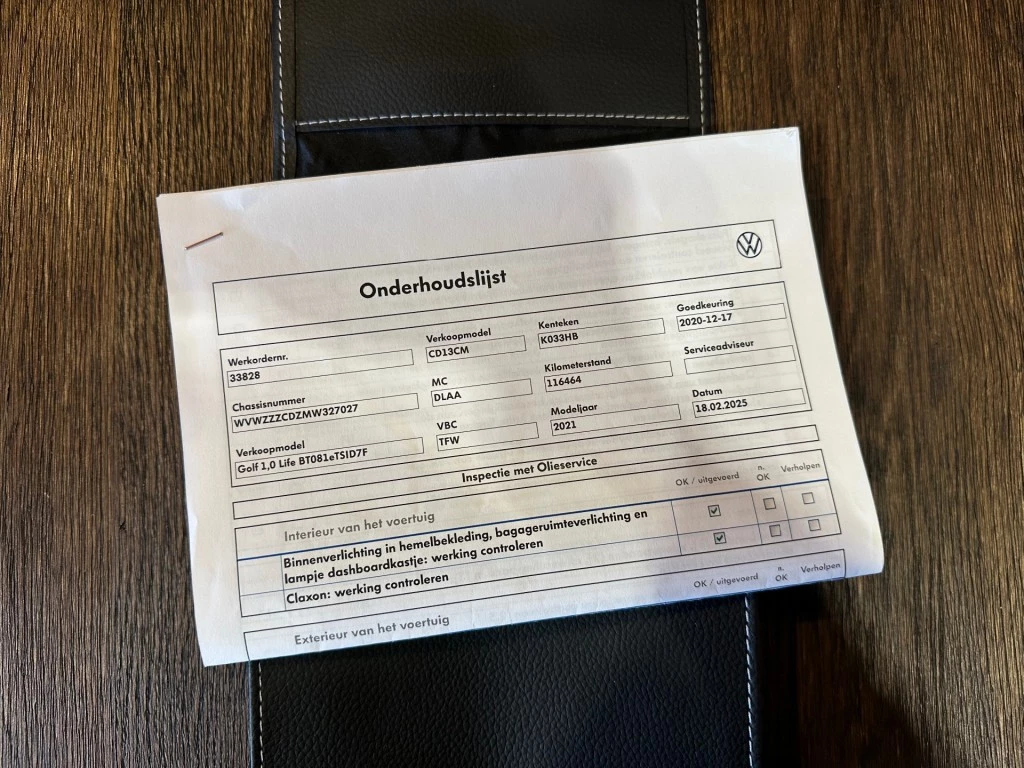 Onderhoudslijst
Werkordernr. Verkoopmodel Kenteken Goedkeuring
33828 CD13CM K033HB 2020-12-17
Chassisnummer MC Kilometerstand Serviceadviseur
WVWZZZCDZMW327027 DLAA 116464
Verkoopmodel VBC Modeljaar Datum
Golf 1,0 Life BT081eTSID7F TFW 2021 18.02.2025
Inspectie met Olieservice
Interieur van het voertuig OK / uitgevoerd n. OK Verholpen
Binnenverlichting in hemelbekleding, bagageruimteverlichting en
lampje dashboardkastje: werking controleren
Claxon: werking controleren
Exterieur van het voertuig OK / uitgevoerd n. OK Verholpen